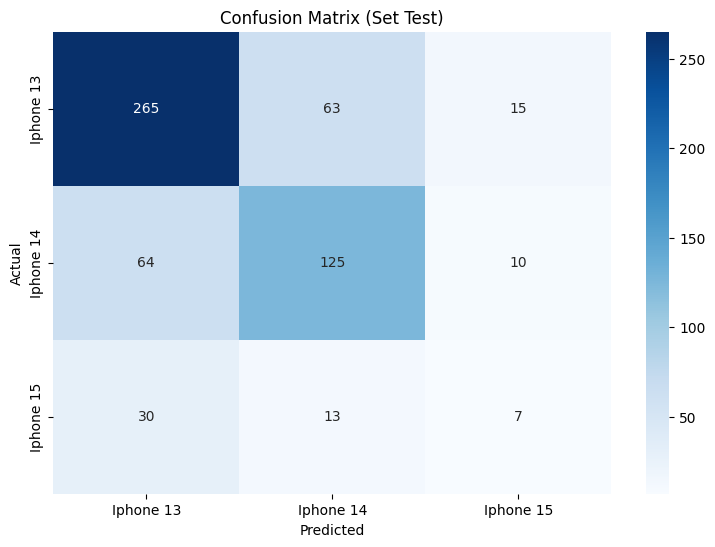 Confusion Matrix (Set Test)
Actual
Iphone 13
265 63 15
Iphone 14
64 125 10
Iphone 15
30 13 7
Iphone 13 Iphone 14 Iphone 15
Predicted
250
200
150
100
50